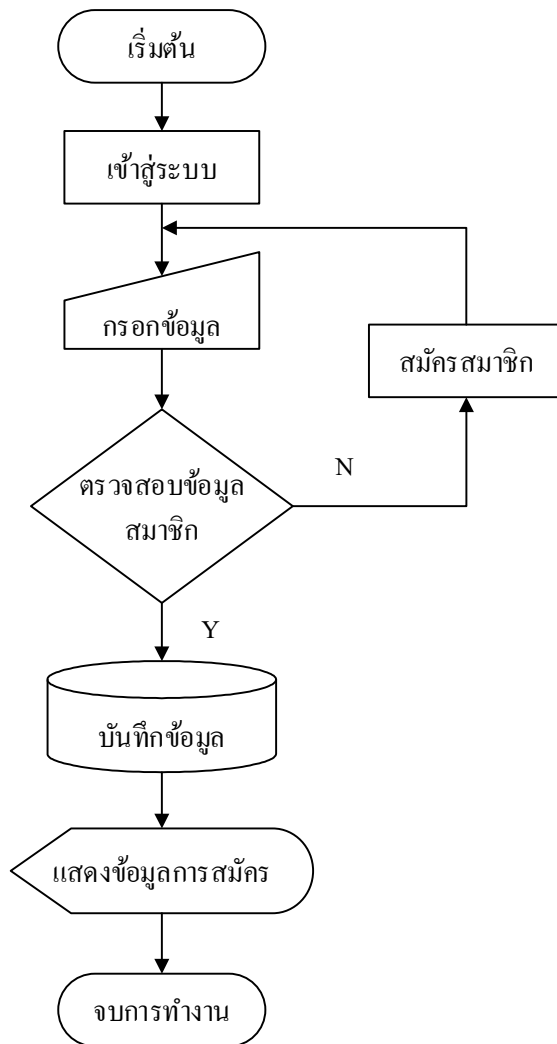 เริ่มต้น
เข้าสู่ระบบ
กรอกข้อมูล
สมัครสมาชิก
ตรวจสอบข้อมูล
สมาชิก
N
Y
บันทึกข้อมูล
แสดงข้อมูลการสมัคร
จบการทำงาน